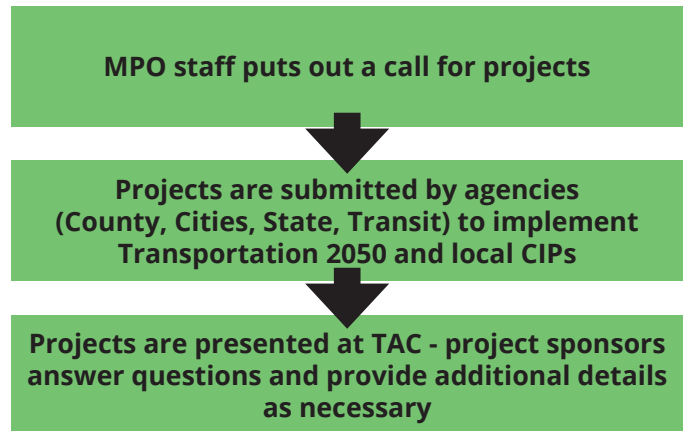 MPO staff puts out a call for projects
Projects are submitted by agencies
(County, Cities, State, Transit) to implement
Transportation 2050 and local CIPs
Projects are presented at TAC - project sponsors
answer questions and provide additional details
as necessary